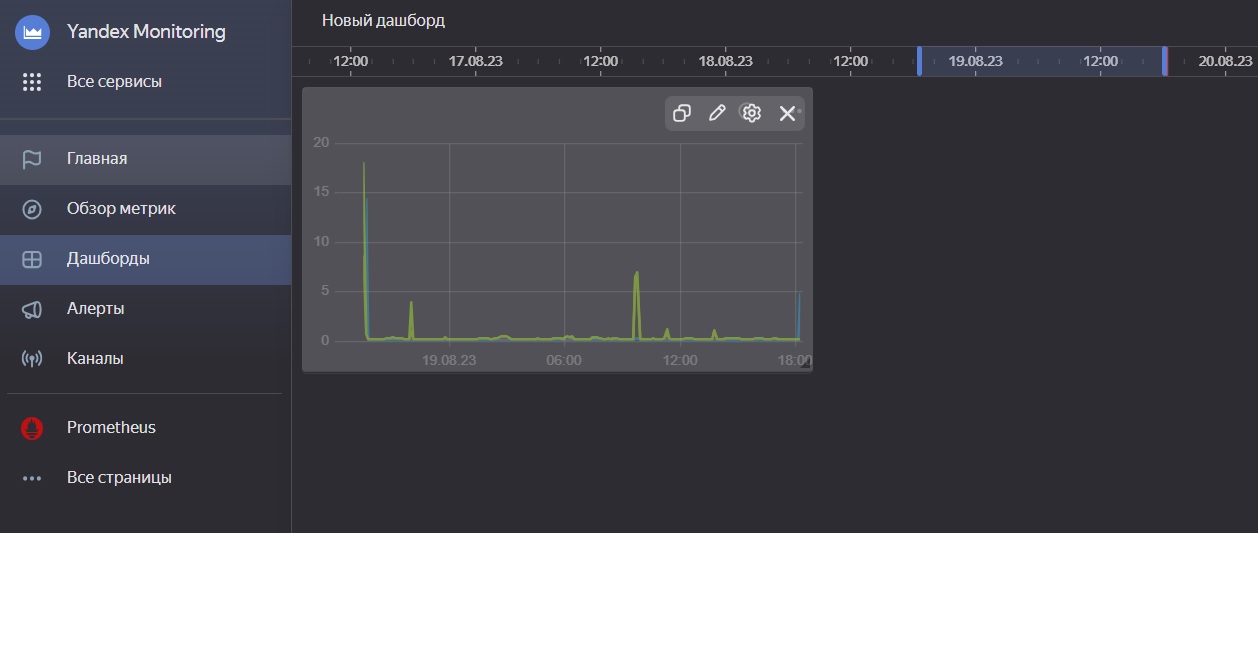 Yandex Monitoring
Все сервисы
Главная
Обзор метрик
Дашборды
Алерты
Каналы
Prometheus
Все страницы
Новый дашборд
12:00 17.08.23 12:00 18.08.23 12:00 19.08.23 12:00 20.08.23
20
15
10
5
0
19.08.23 06:00 12:00 18:00